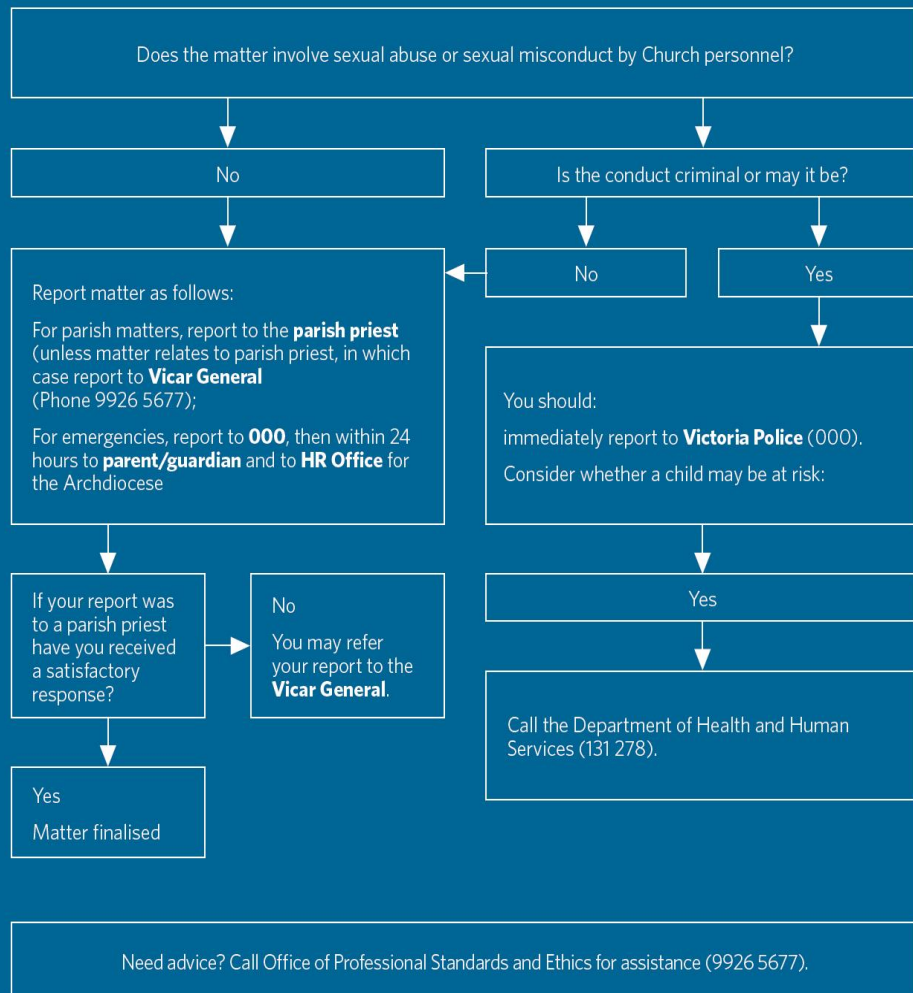 Does the matter involve sexual abuse or sexual misconduct by Church personnel?
No
Is the conduct criminal or may it be?
No
Yes
Report matter as follows:
For parish matters, report to the parish priest
(unless matter relates to parish priest, in which
case report to Vicar General
(Phone 9926 5677);
For emergencies, report to 000, then within 24
hours to parent/guardian and to HR Office for
the Archdiocese
You should:
immediately report to Victoria Police (000).
Consider whether a child may be at risk:
If your report was
to a parish priest
have you received
a satisfactory
response?
No
You may refer
your report to the
Vicar General.
Yes
Call the Department of Health and Human
Services (131 278).
Yes
Matter finalised
Need advice? Call Office of Professional Standards and Ethics for assistance (9926 5677).